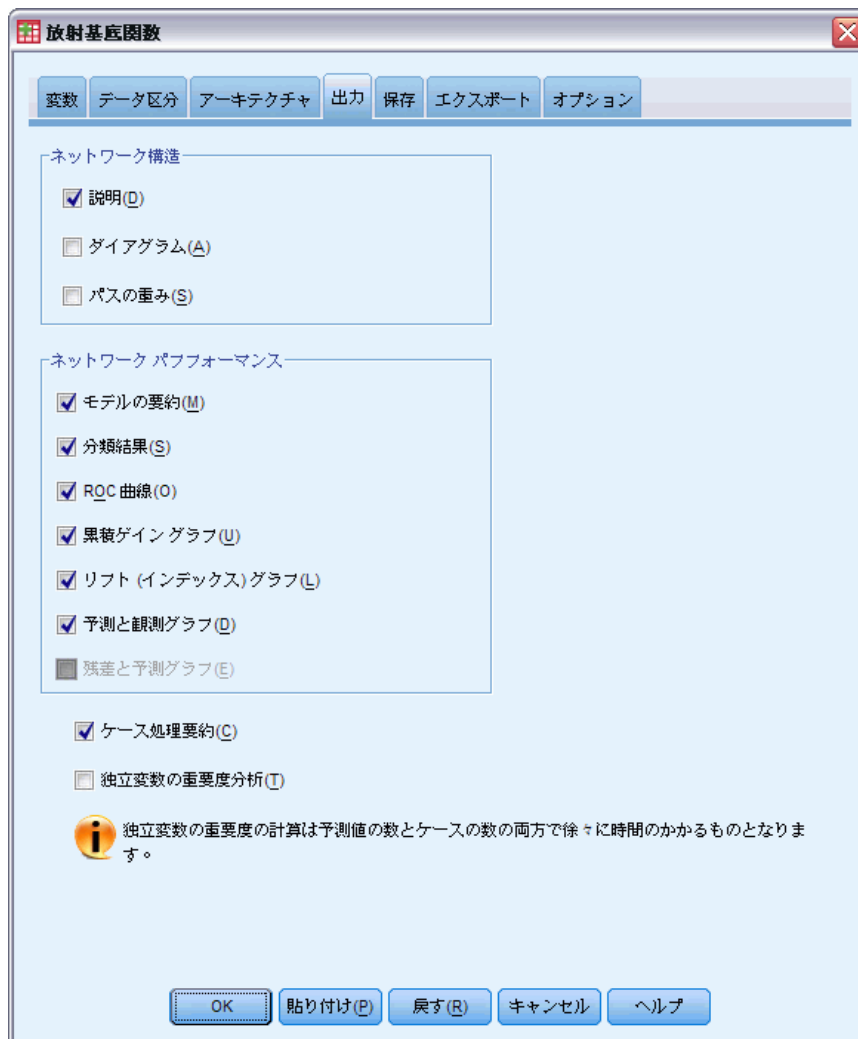 放射基底関数
変数 データ区分 アーキテクチャ 出力 保存 エクスポート オプション
ネットワーク構造
説明(D)
ダイアグラム(A)
パスの重み(S)
ネットワーク パフフォーマンス
モデルの要約(M)
分類結果(S)
ROC 曲線(O)
累積ゲイン グラフ(U)
リフト (インデックス) グラフ(L)
予測と観測グラフ(D)
残差と予測グラフ(E)
ケース処理要約(C)
独立変数の重要度分析(T)
独立変数の重要度の計算は予測値の数とケースの数の両方で徐々に時間のかかるものとなりま
す。
OK 貼り付け(P) 戻す(R) キャンセル ヘルプ